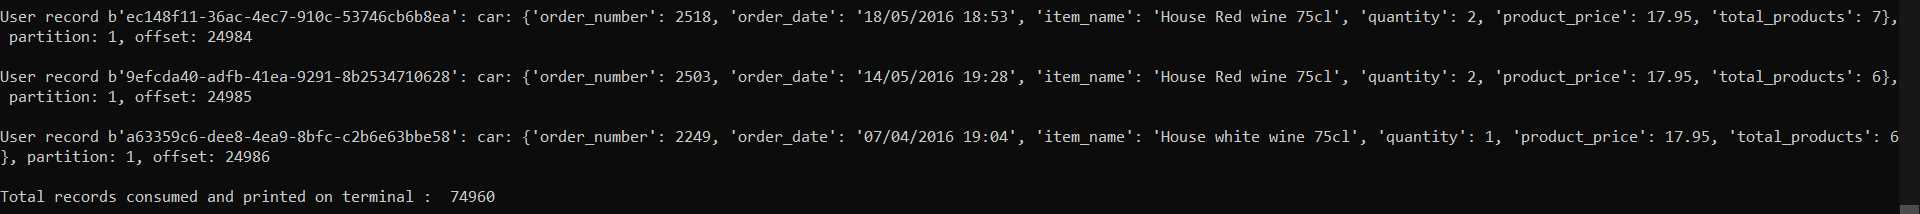 User record b'ec148f11-36ac-4ec7-910c-53746cb6b8ea': car: {'order_number': 2518, 'order_date': '18/05/2016 18:53', 'item_name': 'House Red wine 75cl', 'quantity': 2, 'product_price': 17.95, 'total_products': 7},
partition: 1, offset: 24984
User record b'9efcda40-adfb-41ea-9291-8b2534710628': car: {'order_number': 2503, 'order_date': '14/05/2016 19:28', 'item_name': 'House Red wine 75cl', 'quantity': 2, 'product_price': 17.95, 'total_products': 6},
partition: 1, offset: 24985
User record b'a63359c6-dee8-4ea9-8bfc-c2b6e63bbe58': car: {'order_number': 2249, 'order_date': '07/04/2016 19:04', 'item_name': 'House white wine 75cl', 'quantity': 1, 'product_price': 17.95, 'total_products': 6
}, partition: 1, offset: 24986
Total records consumed and printed on terminal :  74960